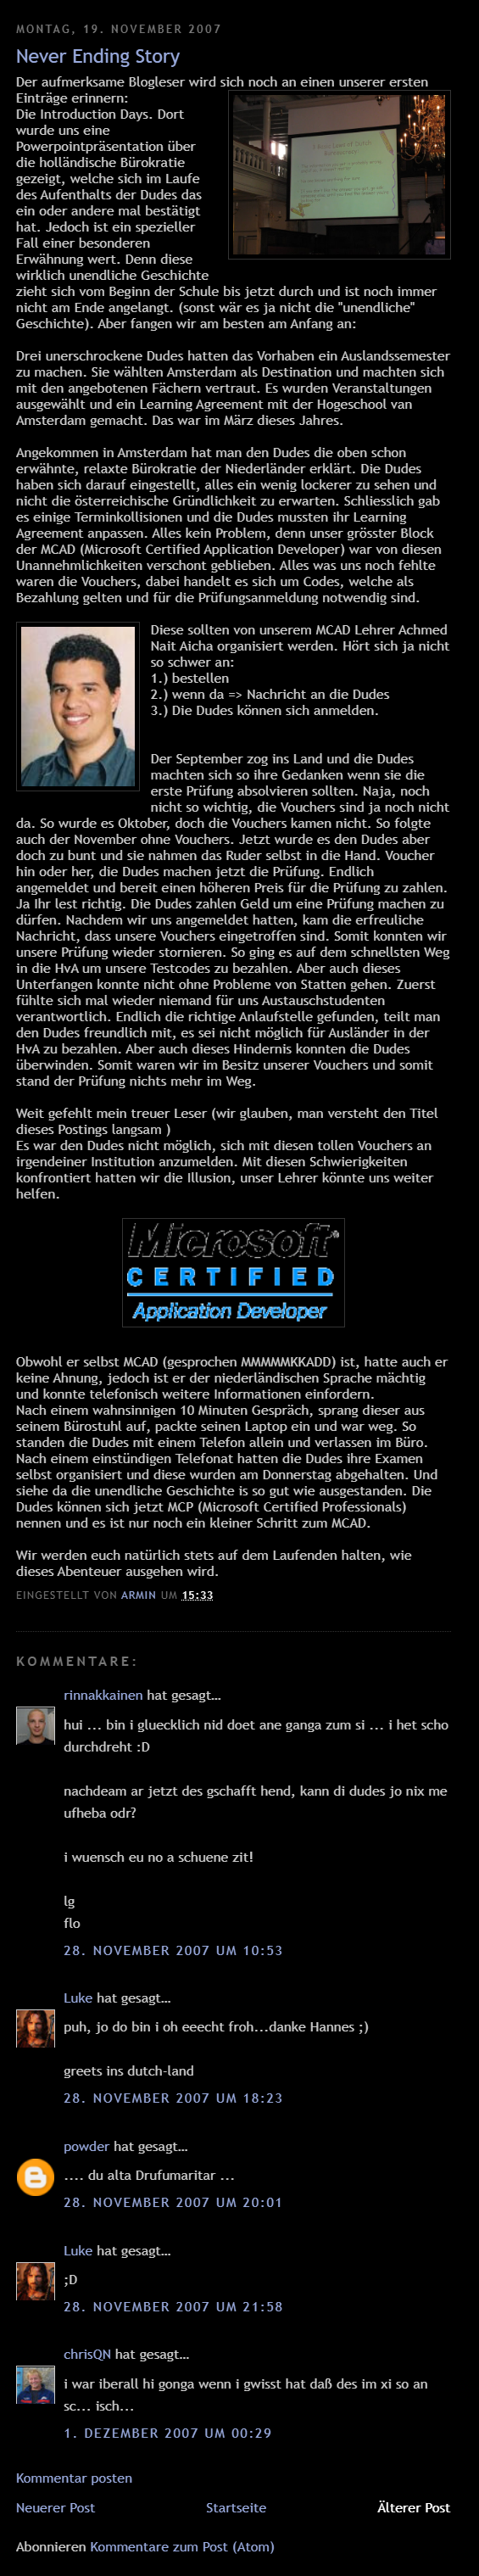 MONTAG, 19. NOVEMBER 2007
Never Ending Story
Der aufmerksame Blogleser wird sich noch an einen unserer ersten
Einträge erinnern:
Die Introduction Days. Dort
wurde uns eine
Powerpointpräsentation über
die holländische Bürokratie
gezeigt, welche sich im Laufe
des Aufenthalts der Dudes das
ein oder andere mal bestätigt
hat. Jedoch ist ein spezieller
Fall einer besonderen
Erwähnung wert. Denn diese
wirklich unendliche Geschichte
zieht sich vom Beginn der Schule bis jetzt durch und ist noch immer
nicht am Ende angelangt. (sonst wär es ja nicht die "unendliche"
Geschichte). Aber fangen wir am besten am Anfang an:
Drei unerschrockene Dudes hatten das Vorhaben ein Auslandssemester
zu machen. Sie wählten Amsterdam als Destination und machten sich
mit den angebotenen Fächern vertraut. Es wurden Veranstaltungen
ausgewählt und ein Learning Agreement mit der Hogeschool van
Amsterdam gemacht. Das war im März dieses Jahres.
Angekommen in Amsterdam hat man den Dudes die oben schon
erwähnte, relaxte Bürokratie der Niederländer erklärt. Die Dudes
haben sich darauf eingestellt, alles ein wenig lockerer zu sehen und
nicht die österreichische Gründlichkeit zu erwarten. Schliesslich gab
es einige Terminkollisionen und die Dudes mussten ihr Learning
Agreement anpassen. Alles kein Problem, denn unser grösster Block
der MCAD (Microsoft Certified Application Developer) war von diesen
Unannehmlichkeiten verschont geblieben. Alles was uns noch fehlte
waren die Vouchers, dabei handelt es sich um Codes, welche als
Bezahlung gelten und für die Prüfungsanmeldung notwendig sind.
Diese sollten von unserem MCAD Lehrer Achmed
Nait Aicha organisiert werden. Hört sich ja nicht
so schwer an:
1.) bestellen
2.) wenn da => Nachricht an die Dudes
3.) Die Dudes können sich anmelden.
Der September zog ins Land und die Dudes
machten sich so ihre Gedanken wenn sie die
erste Prüfung absolvieren sollten. Naja, noch
nicht so wichtig, die Vouchers sind ja noch nicht
da. So wurde es Oktober, doch die Vouchers kamen nicht. So folgte
auch der November ohne Vouchers. Jetzt wurde es den Dudes aber
doch zu bunt und sie nahmen das Ruder selbst in die Hand. Voucher
hin oder her, die Dudes machen jetzt die Prüfung. Endlich
angemeldet und bereit einen höheren Preis für die Prüfung zu zahlen.
Ja Ihr lest richtig. Die Dudes zahlen Geld um eine Prüfung machen zu
dürfen. Nachdem wir uns angemeldet hatten, kam die erfreuliche
Nachricht, dass unsere Vouchers eingetroffen sind. Somit konnten wir
unsere Prüfung wieder stornieren. So ging es auf dem schnellsten Weg
in die HvA um unsere Testcodes zu bezahlen. Aber auch dieses
Unterfangen konnte nicht ohne Probleme von Statten gehen. Zuerst
fühlte sich mal wieder niemand für uns Austauschstudenten
verantwortlich. Endlich die richtige Anlaufstelle gefunden, teilt man
den Dudes freundlich mit, es sei nicht möglich für Ausländer in der
HvA zu bezahlen. Aber auch dieses Hindernis konnten die Dudes
überwinden. Somit waren wir im Besitz unserer Vouchers und somit
stand der Prüfung nichts mehr im Weg.
Weit gefehlt mein treuer Leser (wir glauben, man versteht den Titel
dieses Postings langsam )
Es war den Dudes nicht möglich, sich mit diesen tollen Vouchers an
irgendeiner Institution anzumelden. Mit diesen Schwierigkeiten
konfrontiert hatten wir die Illusion, unser Lehrer könnte uns weiter
helfen.
Microsoft®
CERTIFIED
Application Developer
Obwohl er selbst MCAD (gesprochen MMMMMKKADD) ist, hatte auch er
keine Ahnung, jedoch ist er der niederländischen Sprache mächtig
und konnte telefonisch weitere Informationen einfordern.
Nach einem wahnsinnigen 10 Minuten Gespräch, sprang dieser aus
seinem Bürostuhl auf, packte seinen Laptop ein und war weg. So
standen die Dudes mit einem Telefon allein und verlassen im Büro.
Nach einem einstündigen Telefonat hatten die Dudes ihre Examen
selbst organisiert und diese wurden am Donnerstag abgehalten. Und
siehe da die unendliche Geschichte is so gut wie ausgestanden. Die
Dudes können sich jetzt MCP (Microsoft Certified Professionals)
nennen und es ist nur noch ein kleiner Schritt zum MCAD.
Wir werden euch natürlich stets auf dem Laufenden halten, wie
dieses Abenteuer ausgehen wird.
EINGESTELLT VON ARMIN UM 15:33
KOMMENTARE:
rinnakkainen hat gesagt…
hui ... bin i gluecklich nid doet ane ganga zum si ... i het scho
durchdreht :D
nachdeam ar jetzt des gschafft hend, kann di dudes jo nix me
ufheba odr?
i wuensch eu no a schuene zit!
lg
flo
28. NOVEMBER 2007 UM 10:53
Luke hat gesagt…
puh, jo do bin i oh eeecht froh...danke Hannes ;)
greets ins dutch-land
28. NOVEMBER 2007 UM 18:23
powder hat gesagt…
.... du alta Drufumaritar ...
28. NOVEMBER 2007 UM 20:01
Luke hat gesagt…
;D
28. NOVEMBER 2007 UM 21:58
chrisQN hat gesagt…
i war iberall hi gonga wenn i gwisst hat daß des im xi so an
sc... isch...
1. DEZEMBER 2007 UM 00:29
Kommentar posten
Neuerer Post Startseite Älterer Post
Abonnieren Kommentare zum Post (Atom)